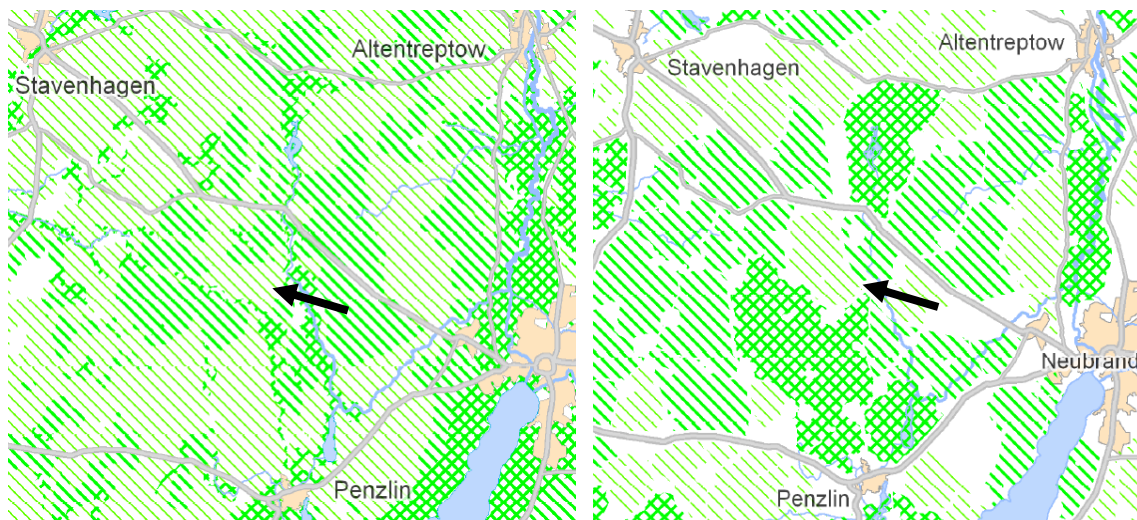 Altentreptow
Stavenhagen
Penzlin
Altentreptow
Stavenhagen
Neubrand
Penzlin